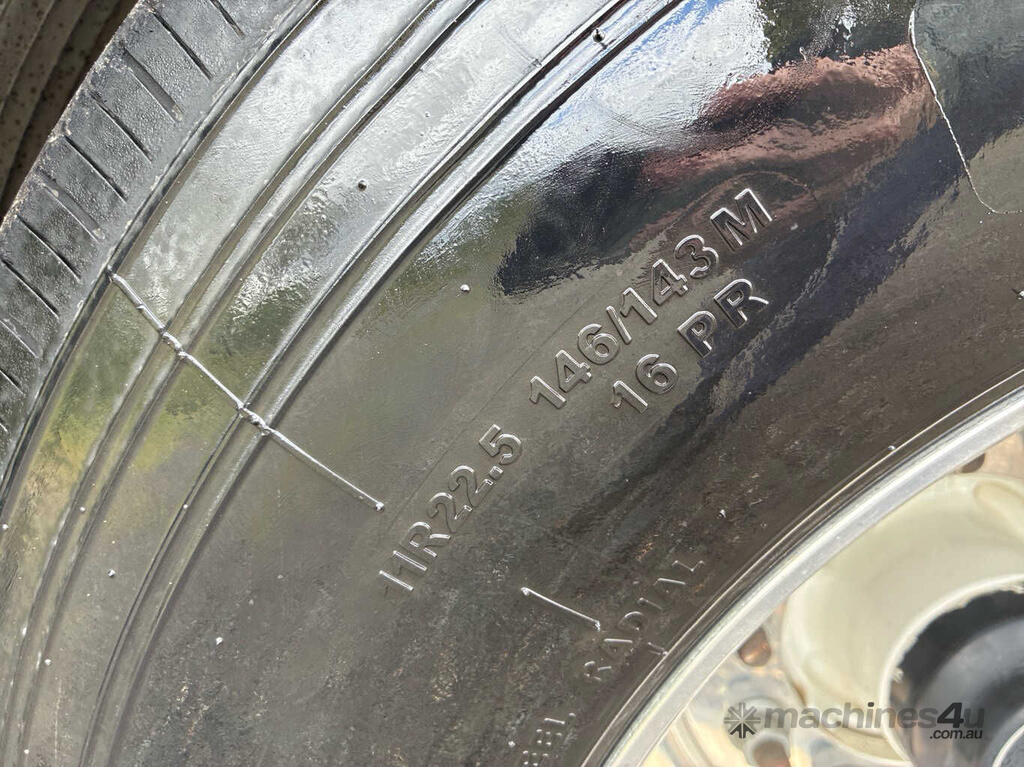 11R22.5 146/143 M
16 PR
RADIAL
machines4u
.com.au